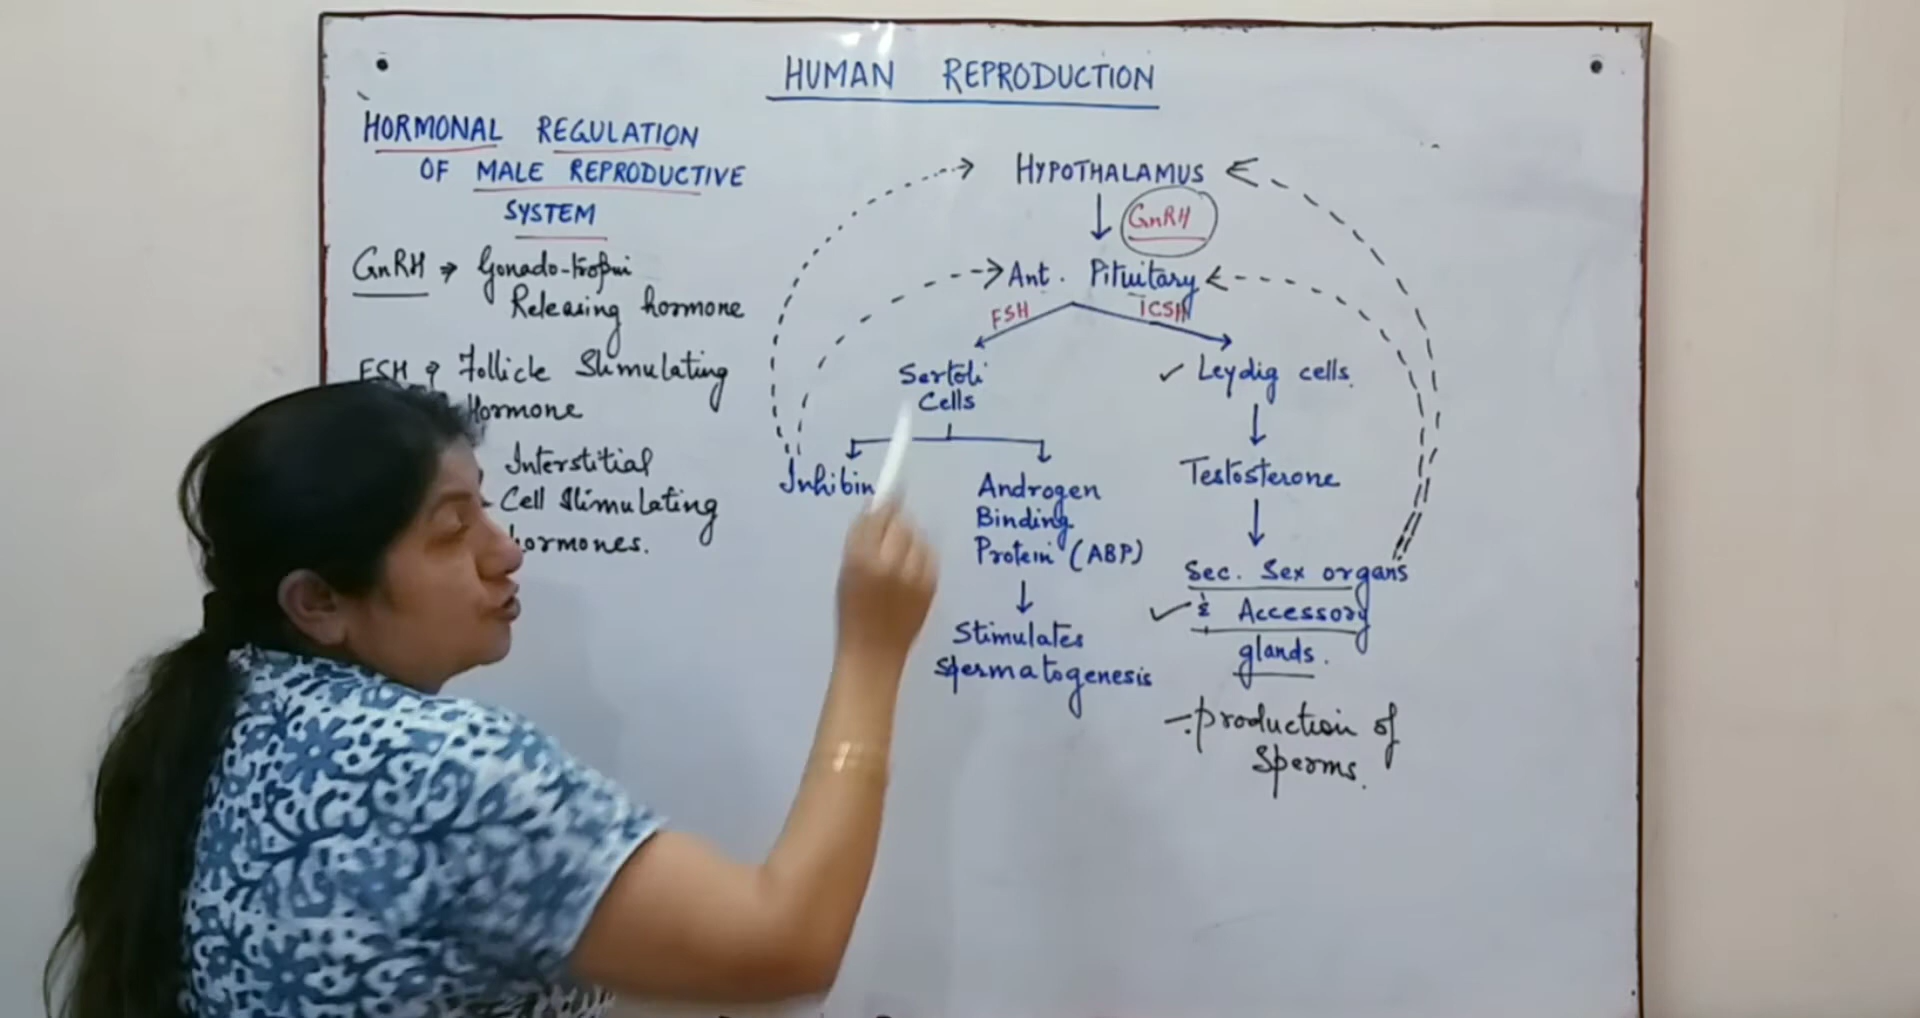 HUMAN REPRODUCTION
HORMONAL REGULATION
OF MALE REPRODUCTIVE
SYSTEM
GnRH → Gonado-tropin
Releasing hormone
FSH Follicle Stimulating
Hormone
Interstitial
Cell Stimulating
hormones.
HYPOTHALAMUS
GnRH
Ant. Pituitary
FSH
ICSH
Sertoli
Cells
✓ Leydig cells.
Inhibin
Androgen
Binding
Protein (ABP)
Stimulates
Spermatogenesis
Testosterone
Sec. Sex organs
✓ & Accessory
glands.
- production of
Sperms.